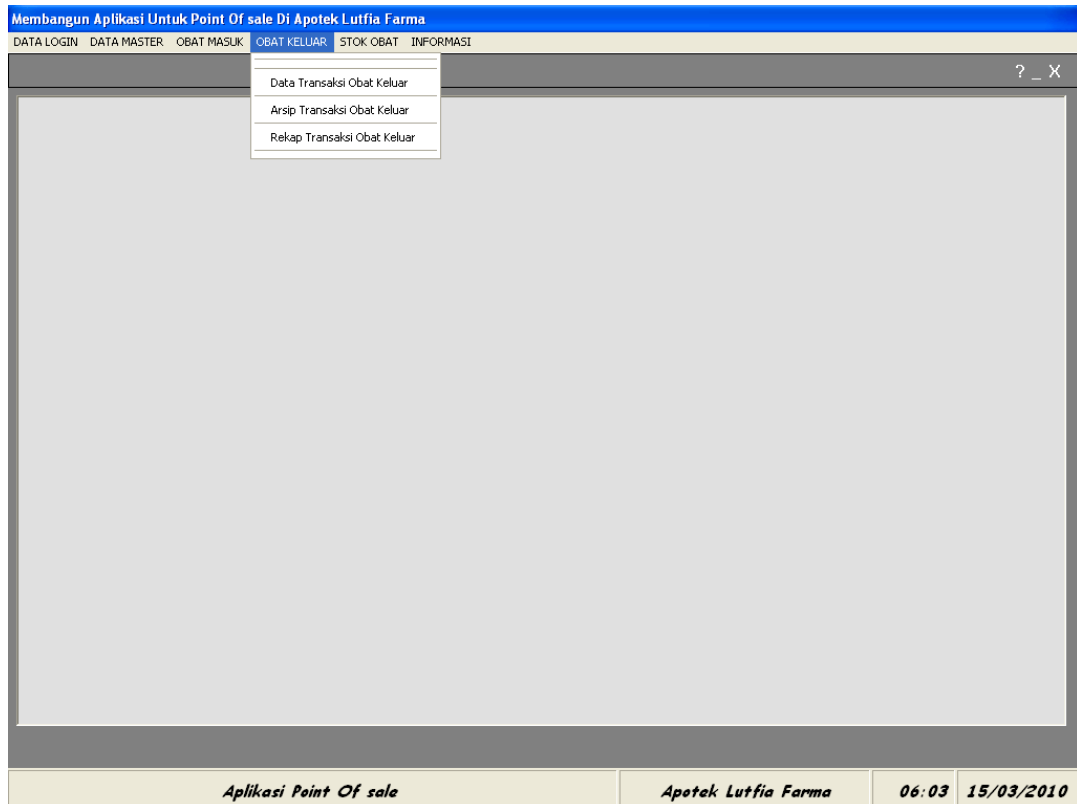 Membangun Aplikasi Untuk Point Of sale Di Apotek Lutfia Farma
DATA LOGIN DATA MASTER OBAT MASUK OBAT KELUAR STOK OBAT INFORMASI
? _ X
Data Transaksi Obat Keluar
Arsip Transaksi Obat Keluar
Rekap Transaksi Obat Keluar
Aplikasi Point Of sale Apotek Lutfia Farma 06:03 15/03/2010